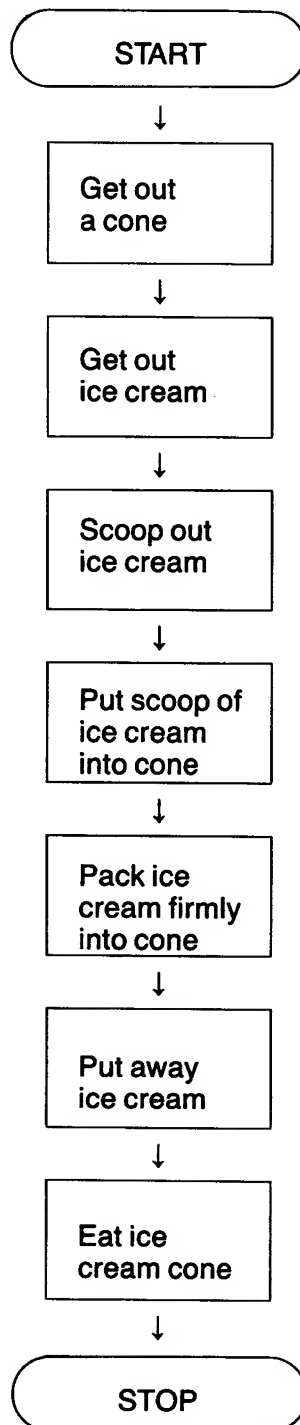 START
Get out
a cone
Get out
ice cream
Scoop out
ice cream
Put scoop of
ice cream
into cone
Pack ice
cream firmly
into cone
Put away
ice cream
Eat ice
cream cone
STOP